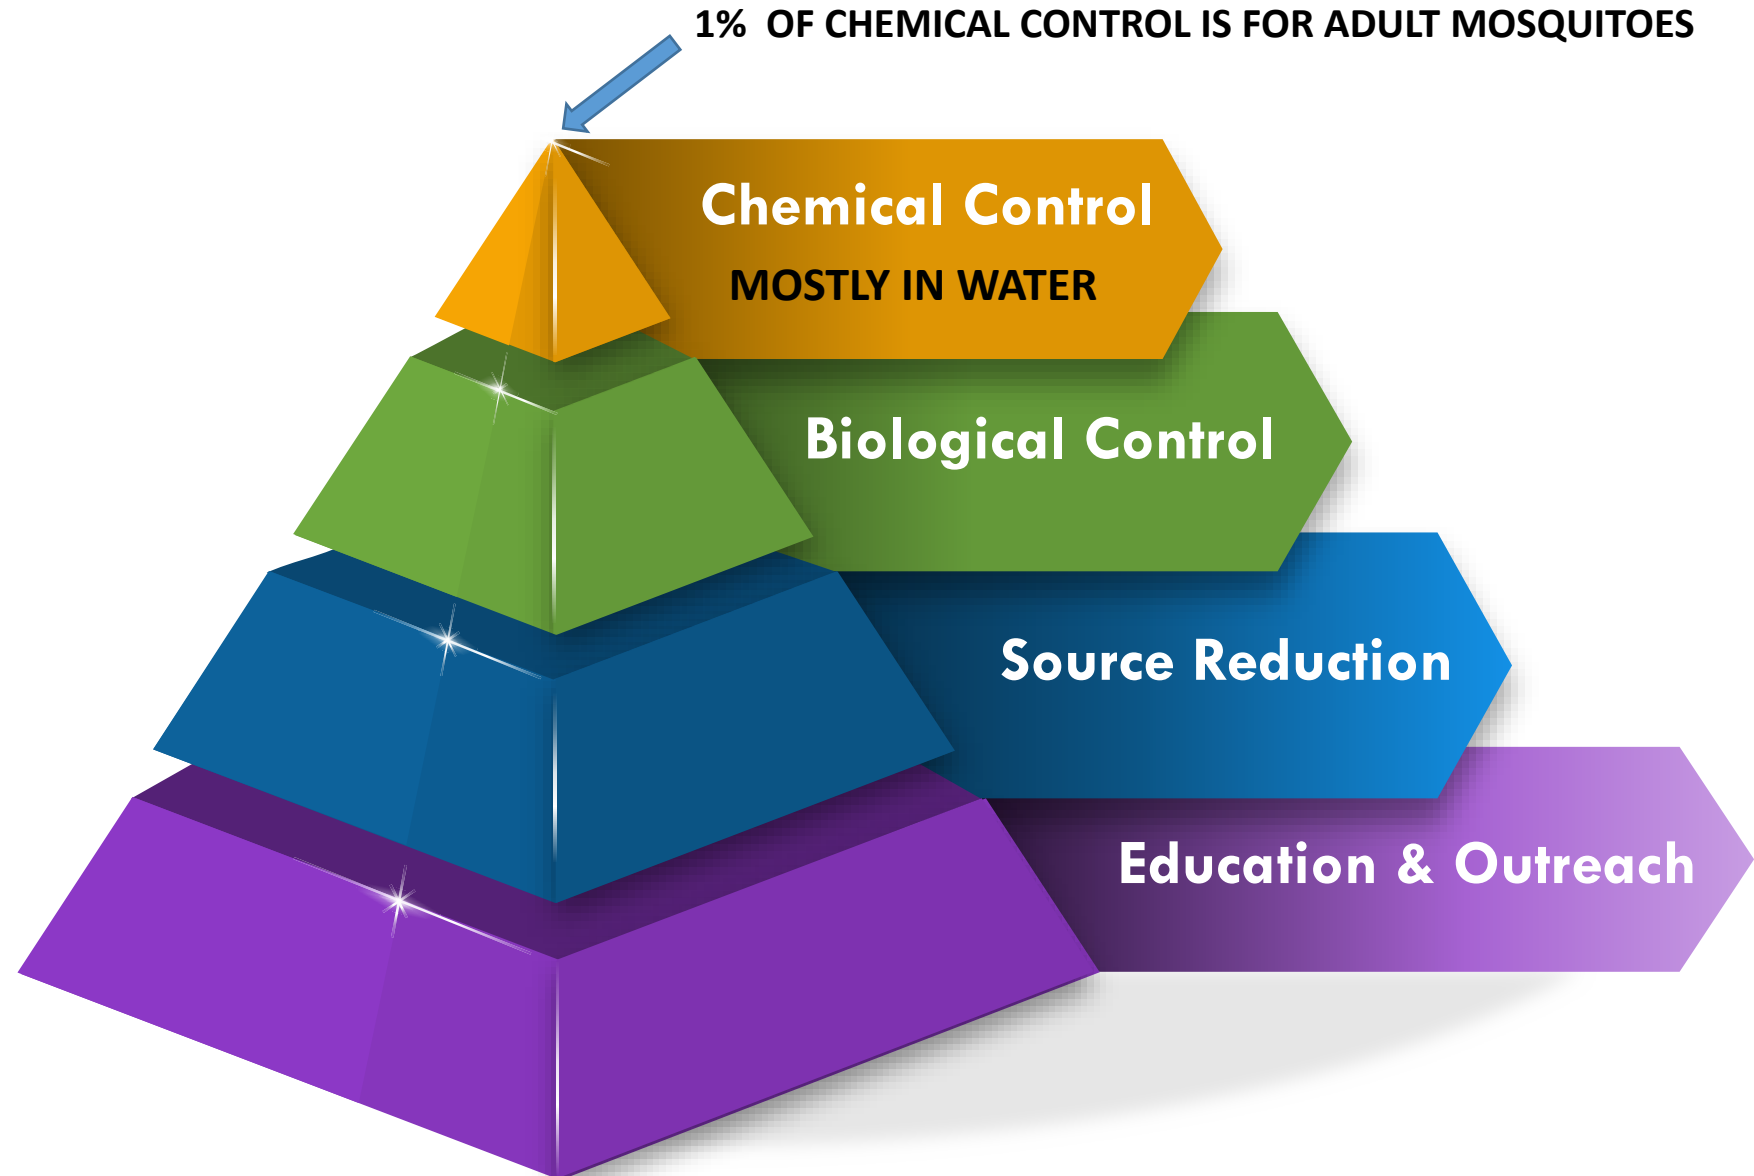 1% OF CHEMICAL CONTROL IS FOR ADULT MOSQUITOES
Chemical Control
MOSTLY IN WATER
Biological Control
Source Reduction
Education & Outreach